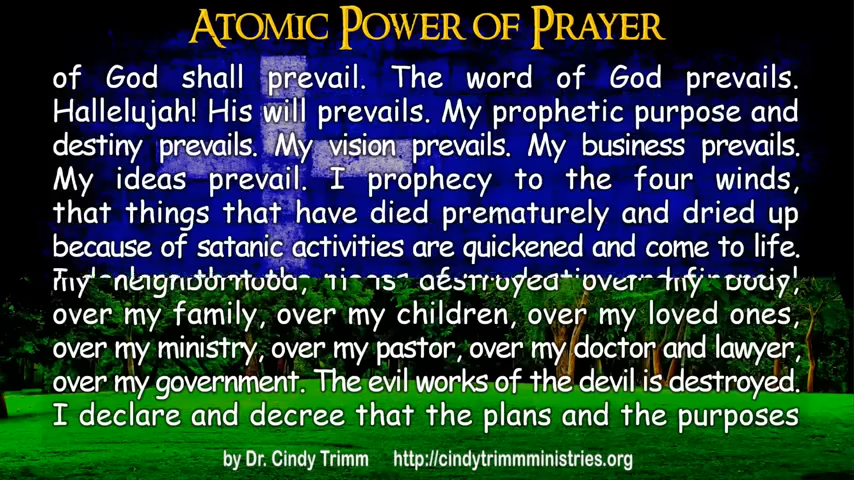 Atomic Power of Prayer
of God shall prevail. The word of God prevails.
Hallelujah! His will prevails. My prophetic purpose and
destiny prevails. My vision prevails. My business prevails.
My ideas prevail. I prophecy to the four winds,
that things that have died prematurely and dried up
because of satanic activities are quickened and come to life.
over my family, over my children, over my loved ones,
over my ministry, over my pastor, over my doctor and lawyer,
over my government. The evil works of the devil is destroyed.
I declare and decree that the plans and the purposes
by Dr. Cindy Trimm http://cindytrimmministries.org